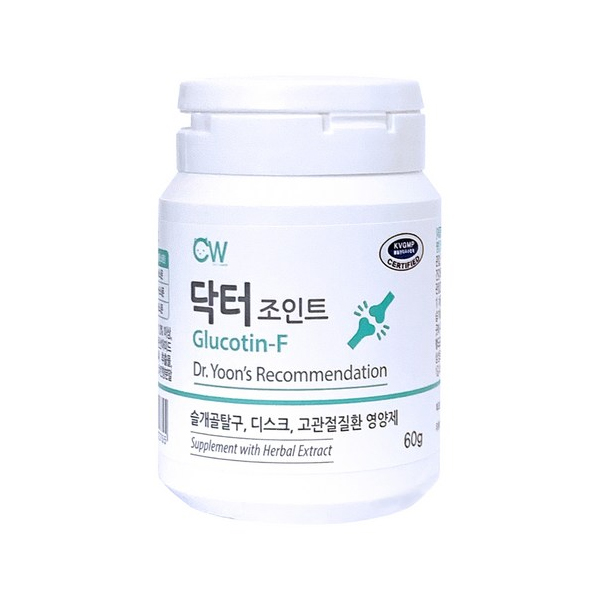 CW
KVGMP
CERTIFIED
닥터 조인트
Glucotin-F
Dr. Yoon's Recommendation
슬개골탈구, 디스크, 고관절질환 영양제
Supplement with Herbal Extract
60g